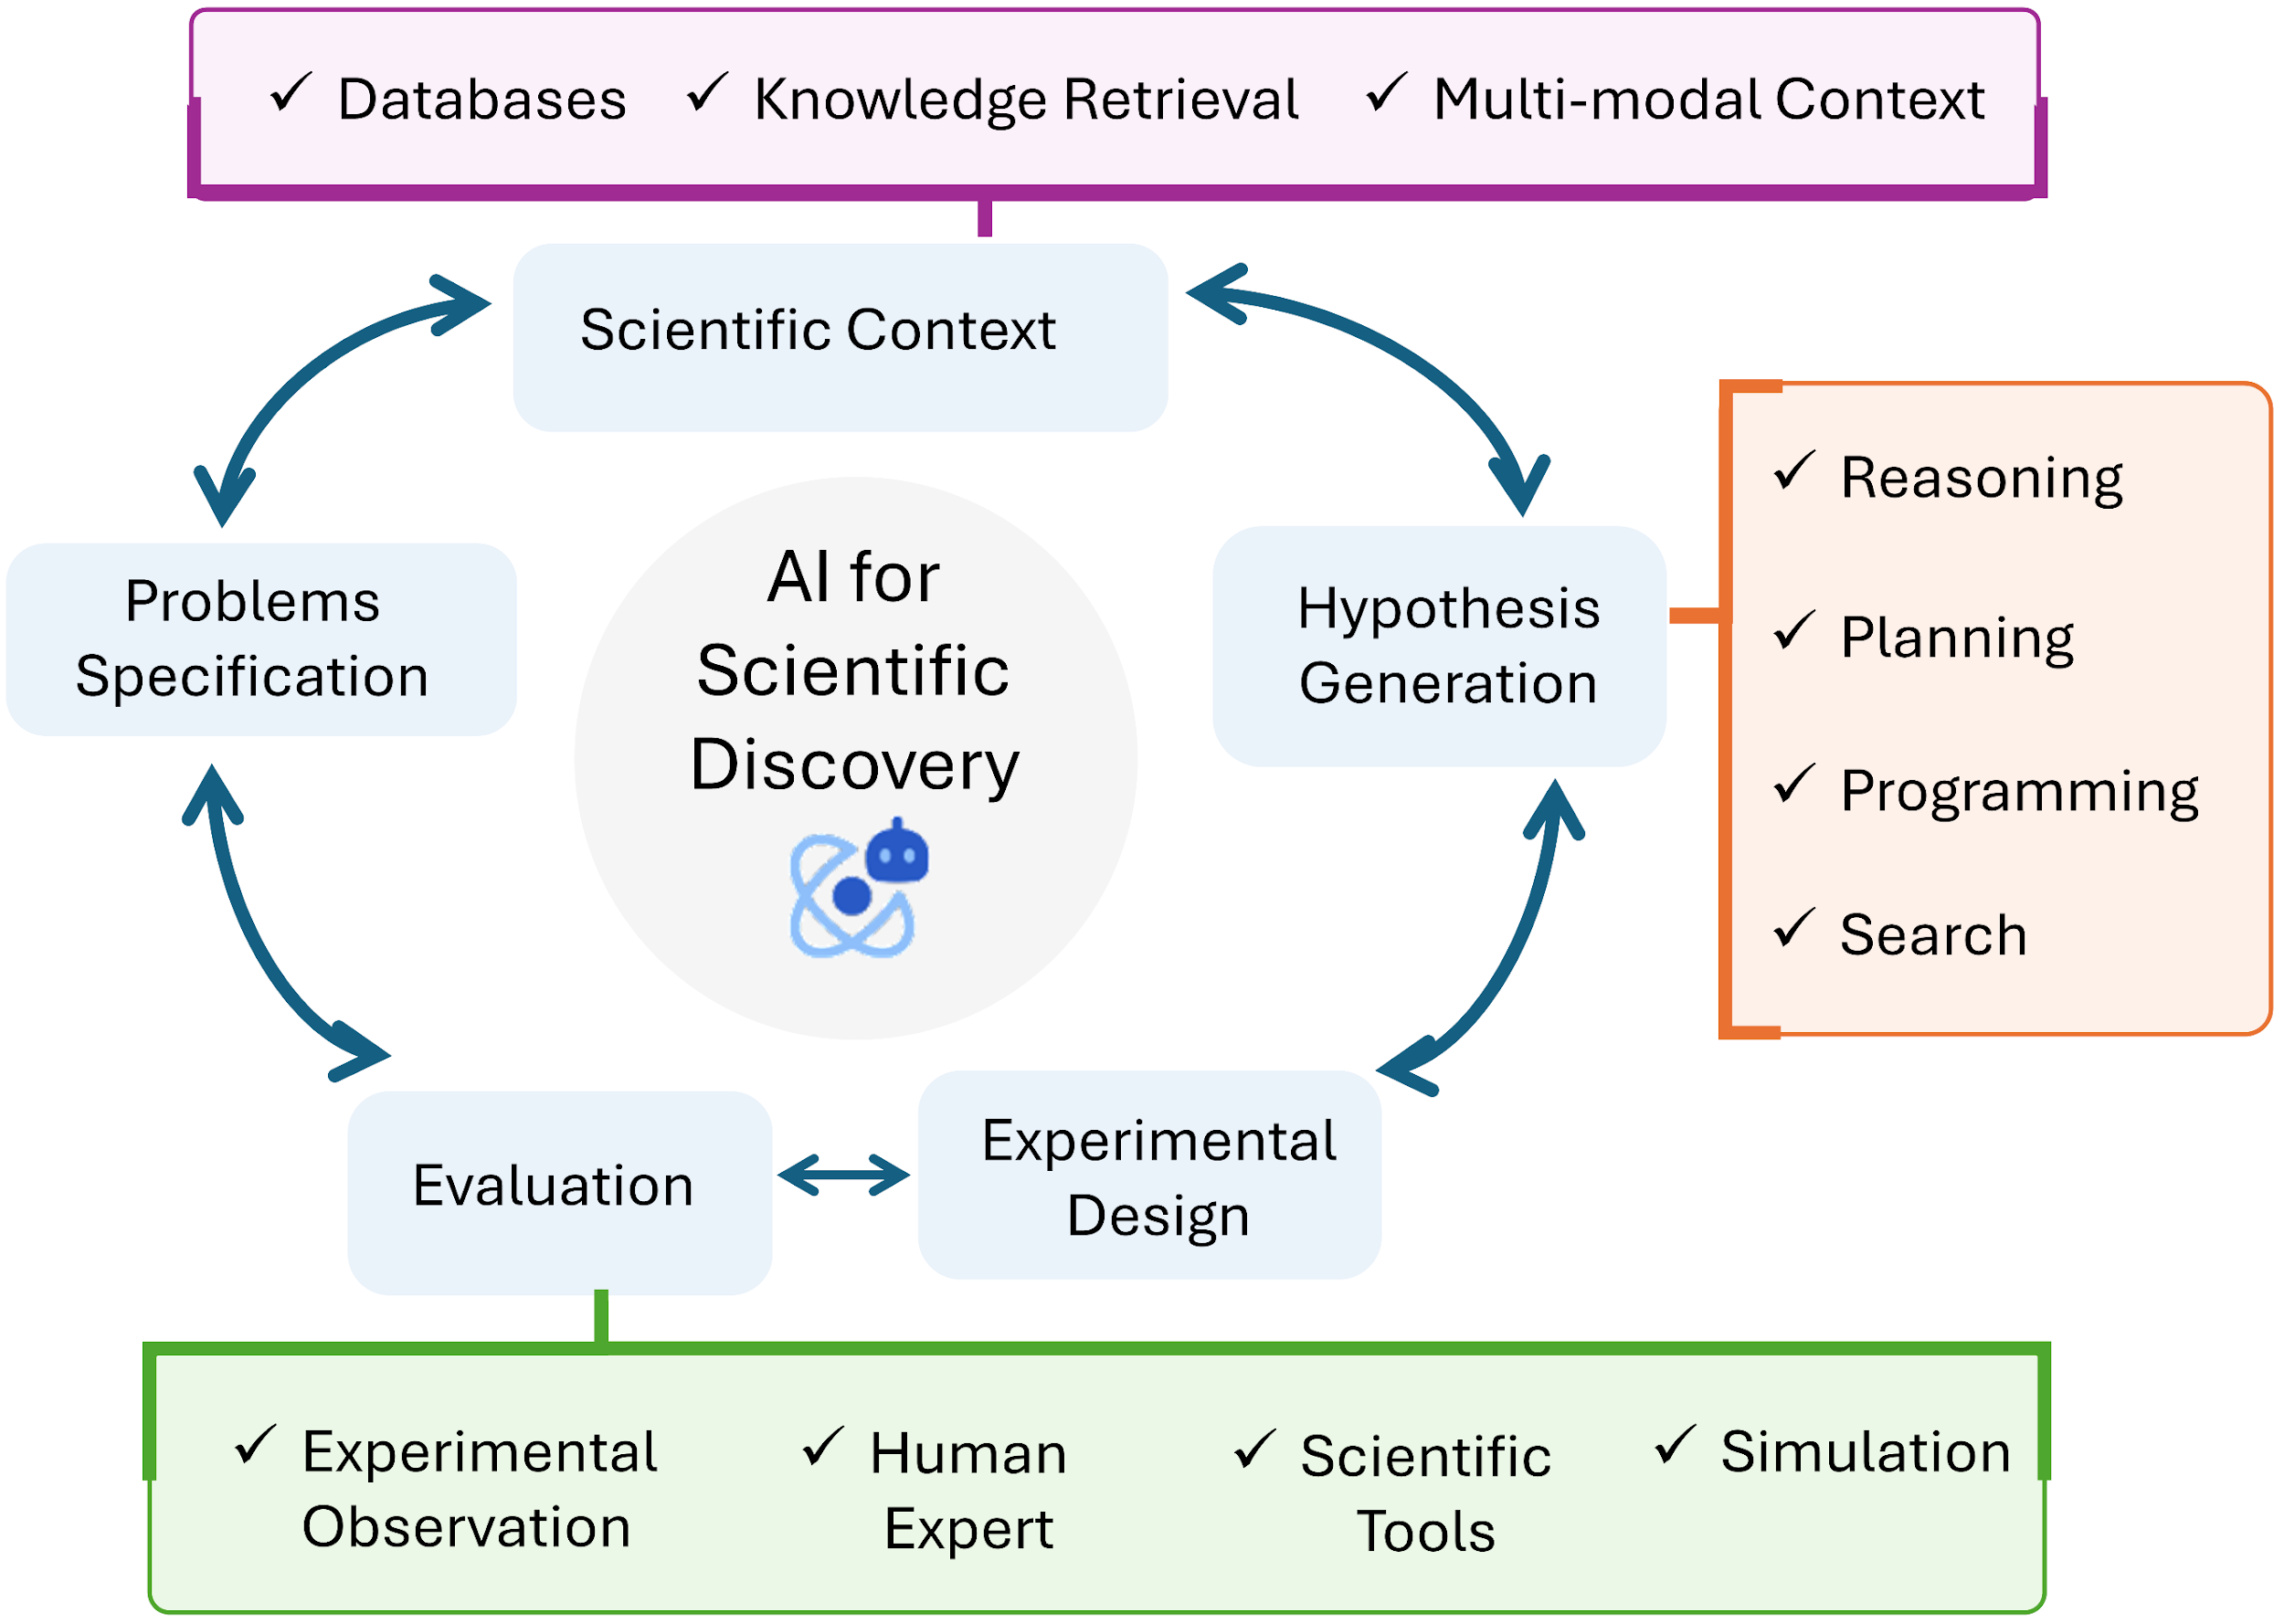 ✓ Databases ✓ Knowledge Retrieval ✓ Multi-modal Context
Scientific Context
Problems
Specification
AI for
Scientific
Discovery
Hypothesis
Generation
✓ Reasoning
✓ Planning
✓ Programming
✓ Search
Evaluation
Experimental
Design
✓ Experimental
Observation
✓ Human
Expert
✓ Scientific
Tools
✓ Simulation